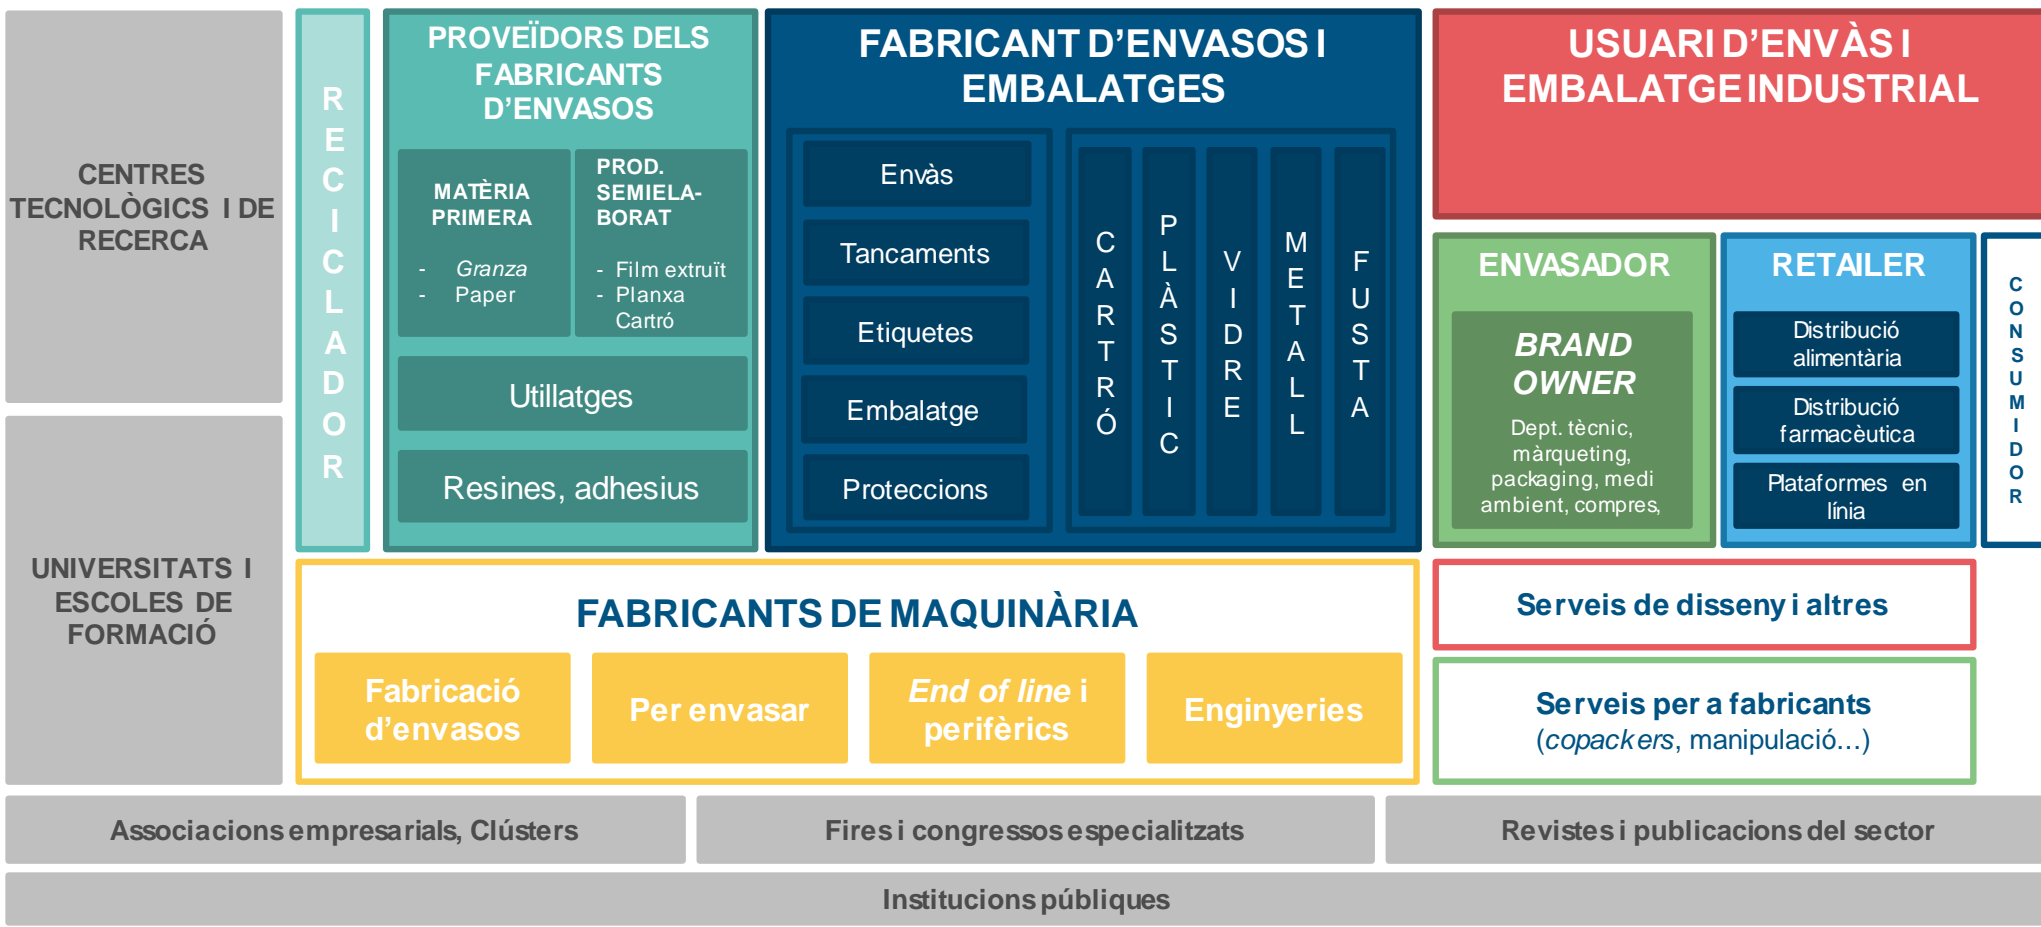 CENTRES
TECNOLÒGICS I DE
RECERCA
UNIVERSITATS I
ESCOLES DE
FORMACIÓ
RECICLADOR
PROVEÏDORS DELS
FABRICANTS
D’ENVASOS
MATÈRIA
PRIMERA
- Granza
- Paper
PROD.
SEMIELA-
BORAT
- Film extruït
- Planxa
Cartró
Utillatges
Resines, adhesius
FABRICANT D’ENVASOS I
EMBALATGES
Envàs
Tancaments
Etiquetes
Embalatge
Proteccions
CARTRÓ
PLÀSTIC
VIDRE
METALL
FUSTA
USUARI D’ENVÀS I
EMBALATGE INDUSTRIAL
ENVASADOR
BRAND
OWNER
Dept. tècnic,
màrqueting,
packaging, medi
ambient, compres,
RETAILER
Distribució
alimentària
Distribució
farmacèutica
Plataformes en
línia
CONSUMIDOR
FABRICANTS DE MAQUINÀRIA
Fabricació
d’envasos
Per envasar
End of line i
perifèrics
Enginyeries
Serveis de disseny i altres
Serveis per a fabricants
(copackers, manipulació...)
Associacions empresarials, Clústers
Fires i congressos especialitzats
Revistes i publicacions del sector
Institucions públiques